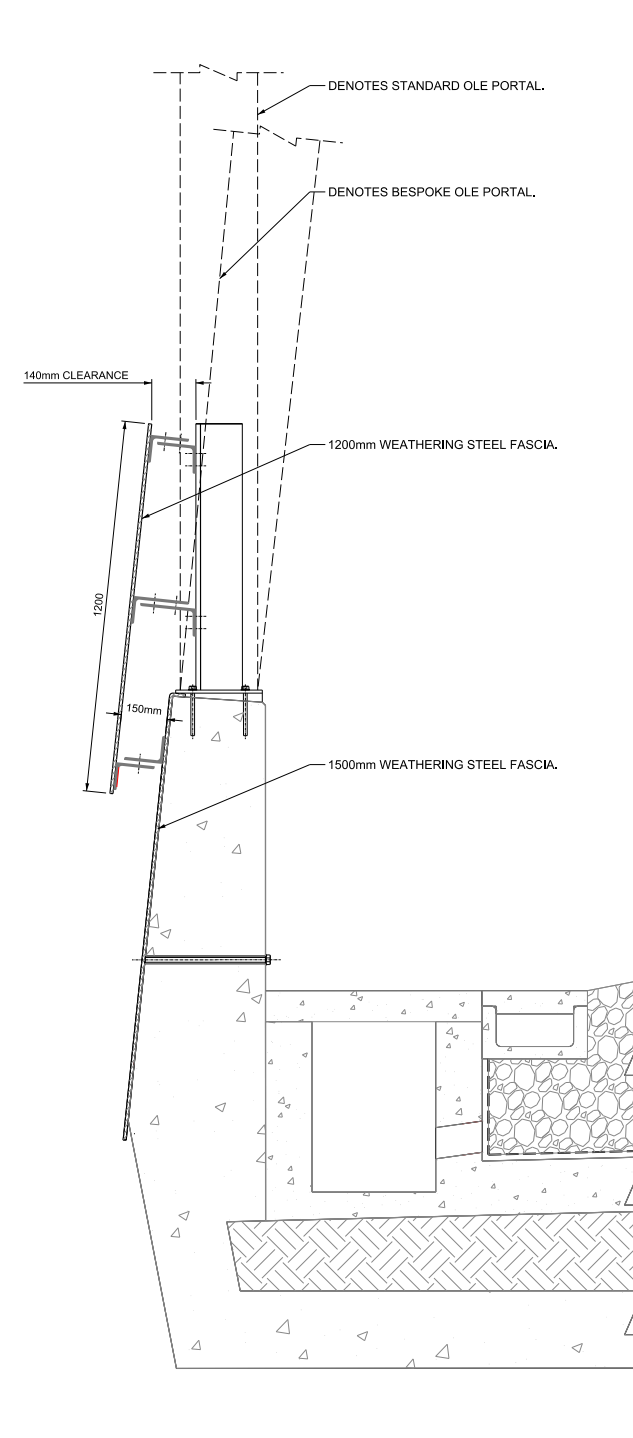 DENOTES STANDARD OLE PORTAL.
DENOTES BESPOKE OLE PORTAL.
140mm CLEARANCE
1200mm WEATHERING STEEL FASCIA.
1200
150mm
1500mm WEATHERING STEEL FASCIA.